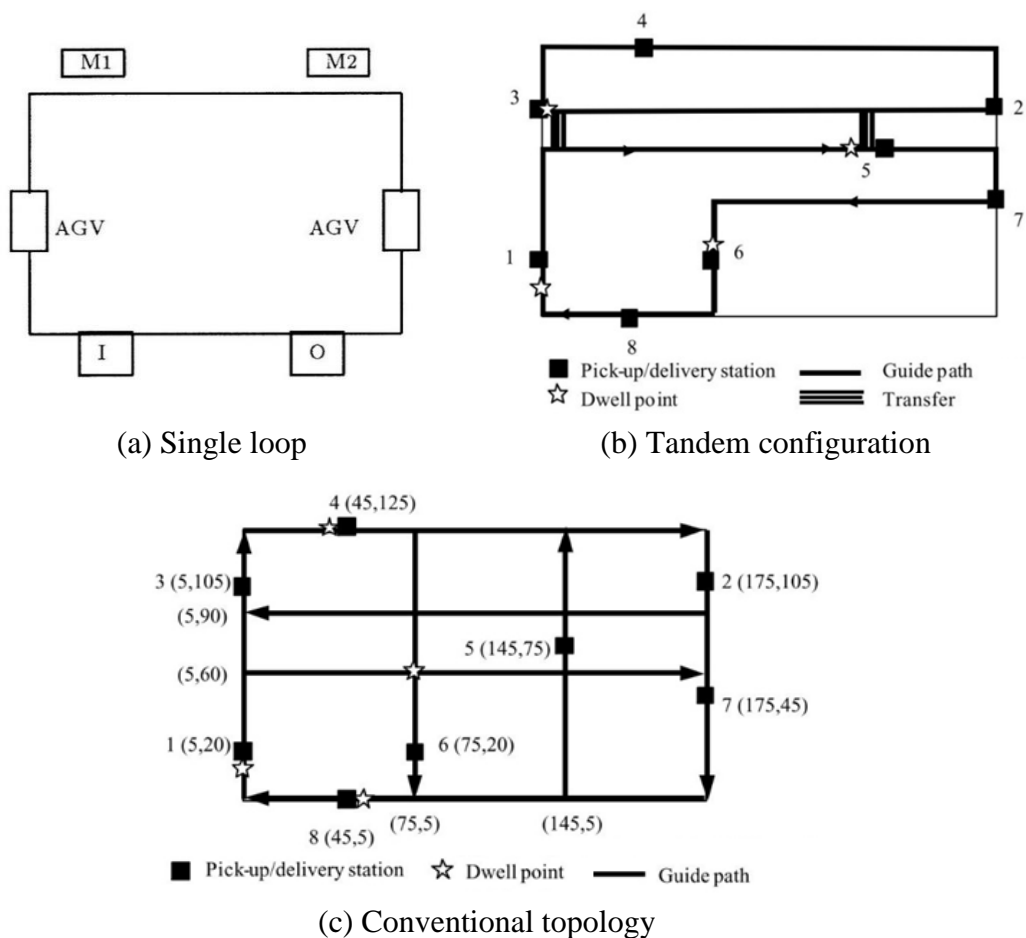 M1
M2
AGV
AGV
I
O
(a) Single loop
4
3
2
5
7
1
6
8
Pick-up/delivery station
Guide path
Dwell point
Transfer
(b) Tandem configuration
4 (45,125)
3 (5,105)
2 (175,105)
(5,90)
5 (145,75)
(5,60)
7 (175,45)
1 (5,20)
6 (75,20)
(75,5)
(145,5)
8 (45,5)
Pick-up/delivery station
Dwell point
Guide path
(c) Conventional topology